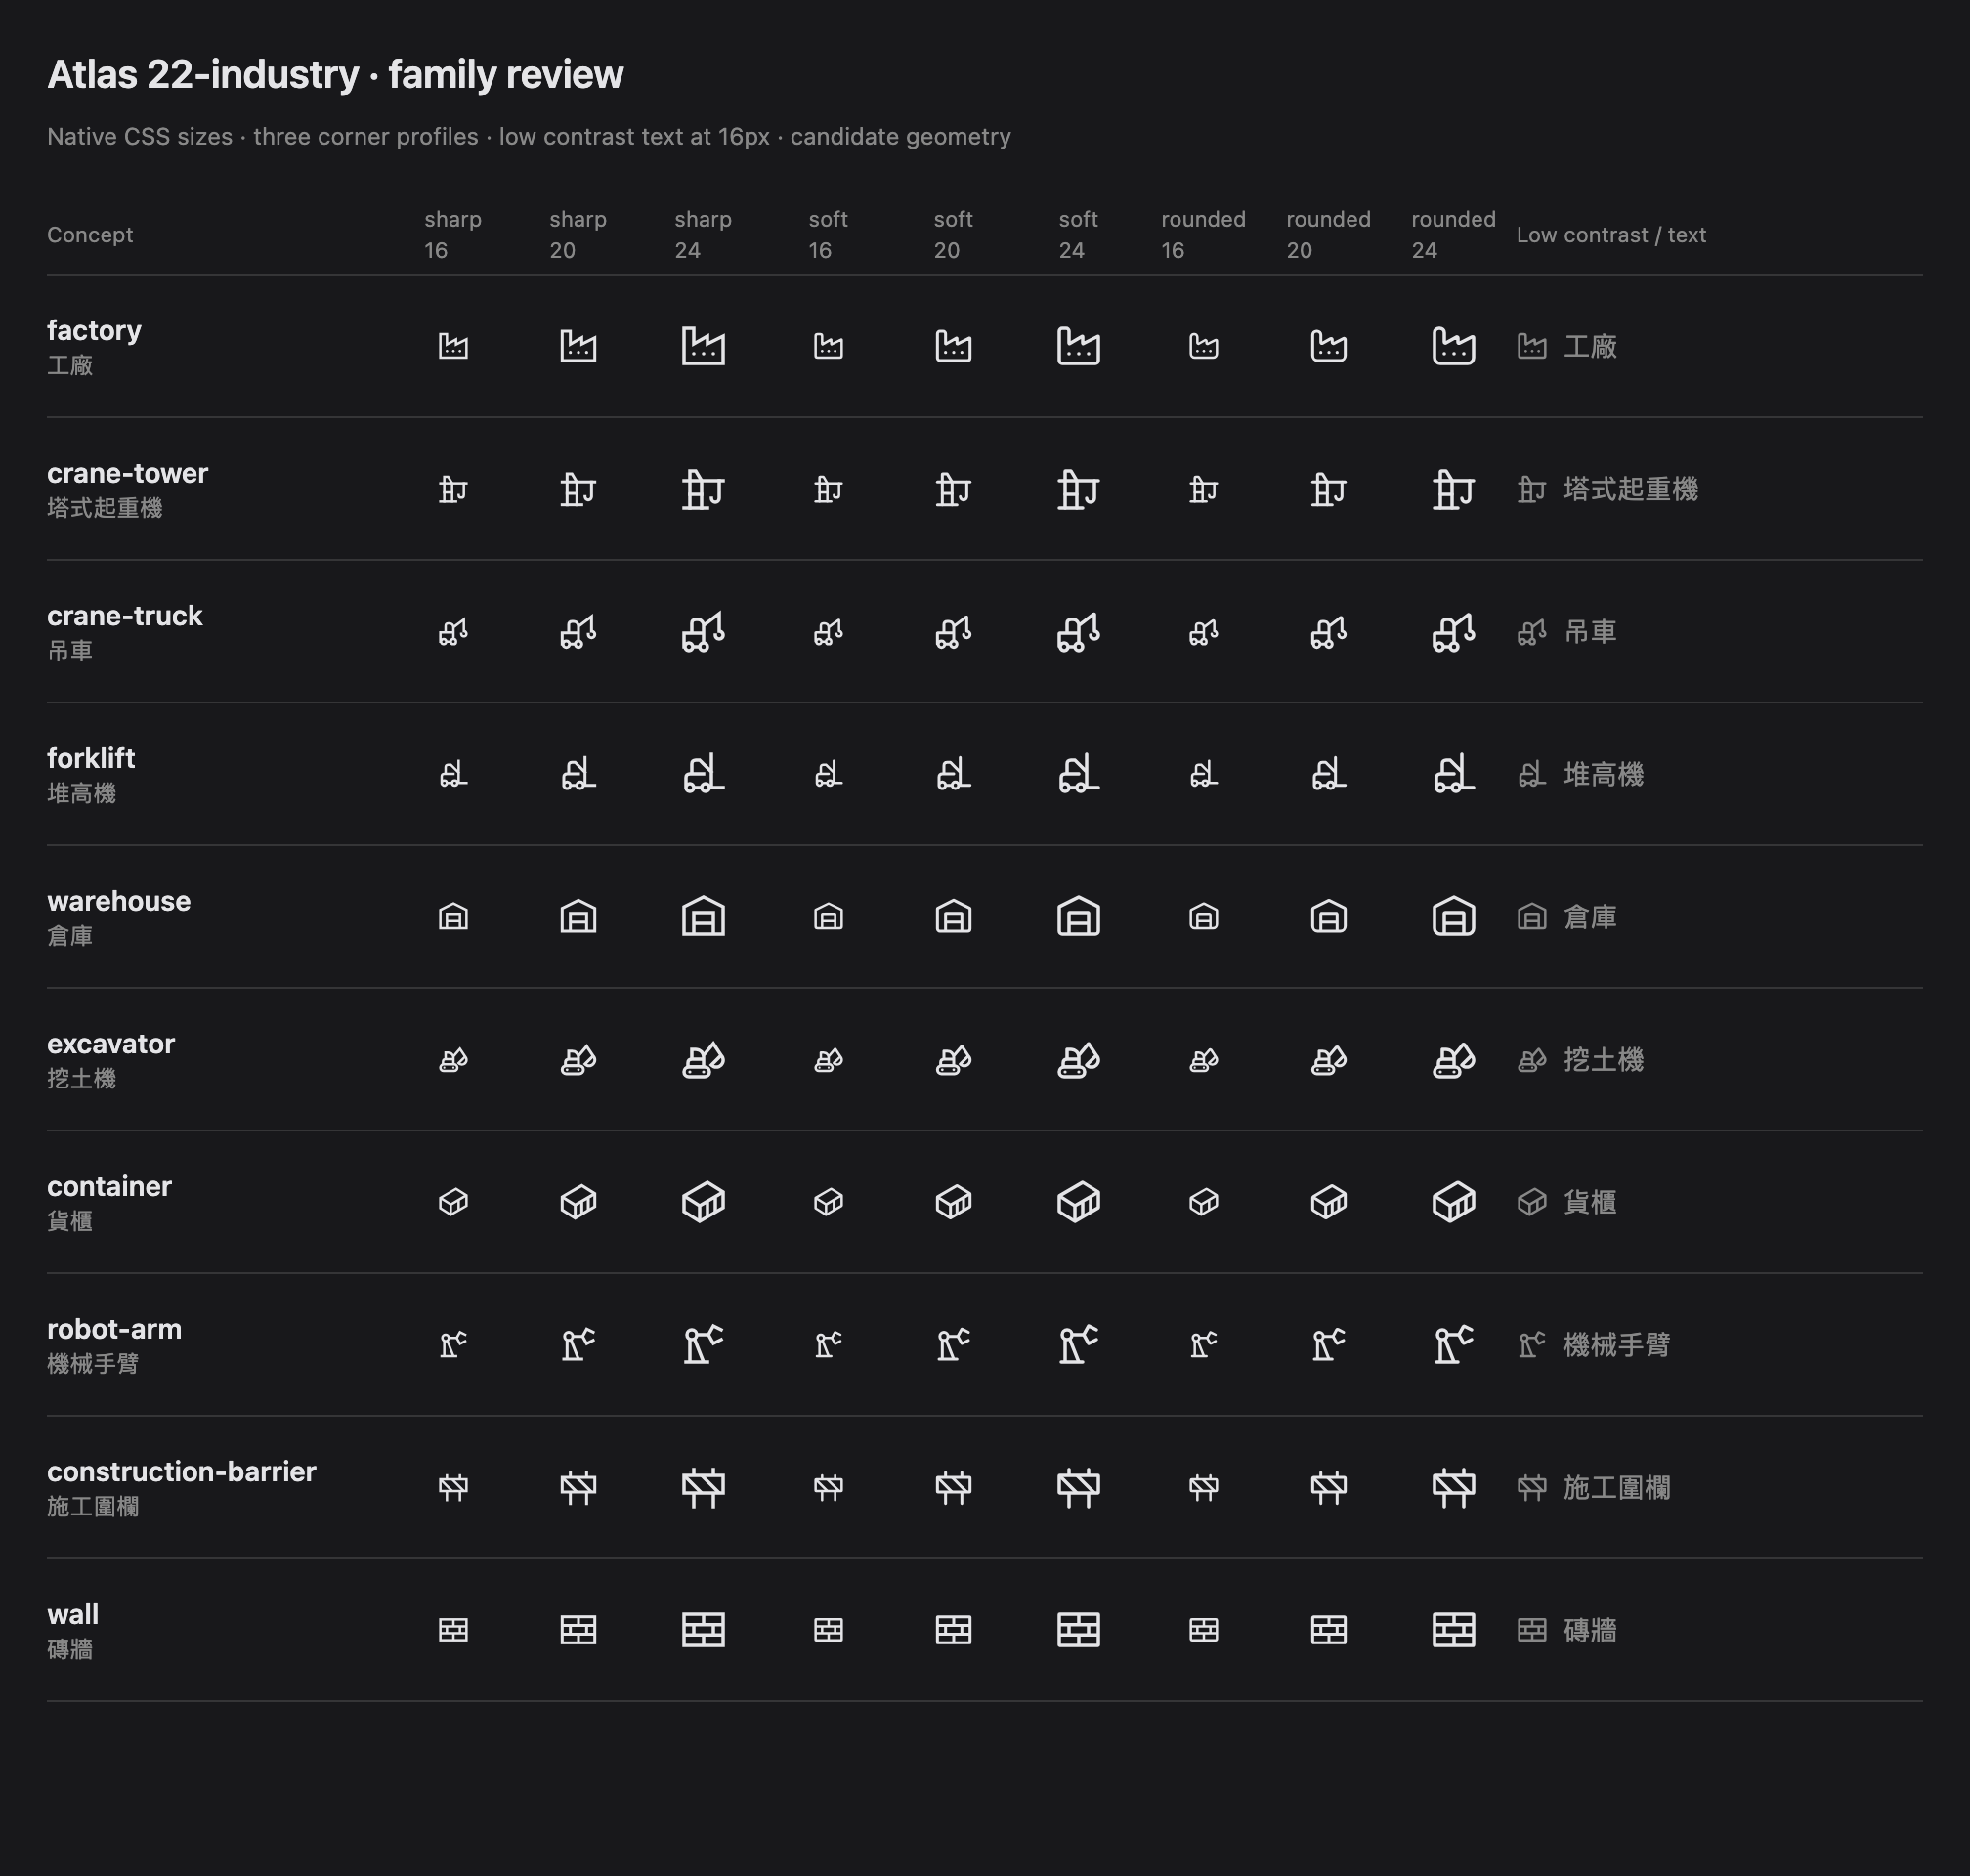 Atlas 22-industry · family review
Native CSS sizes · three corner profiles · low contrast text at 16px · candidate geometry
Concept
sharp 16
sharp 20
sharp 24
soft 16
soft 20
soft 24
rounded 16
rounded 20
rounded 24
Low contrast / text
factory
工廠
工廠
crane-tower
塔式起重機
塔式起重機
crane-truck
吊車
吊車
forklift
堆高機
堆高機
warehouse
倉庫
倉庫
excavator
挖土機
挖土機
container
貨櫃
貨櫃
robot-arm
機械手臂
機械手臂
construction-barrier
施工圍欄
施工圍欄
wall
磚牆
磚牆